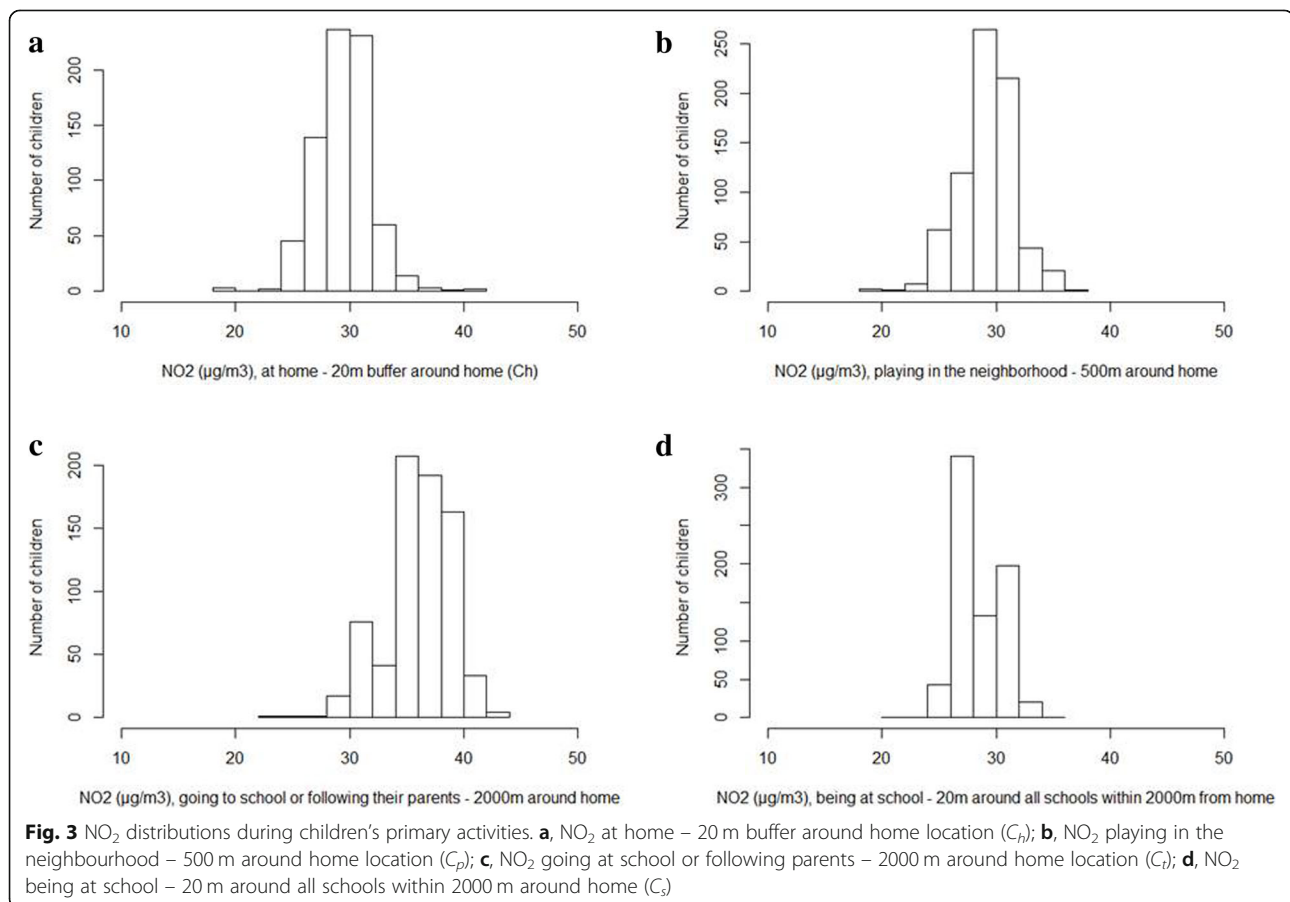 a
Number of children
200
150
100
50
0
10 20 30 40 50
NO2 (µg/m3), at home - 20m buffer around home (Ch)
b
Number of children
250
200
150
100
50
0
10 20 30 40 50
NO2 (µg/m3), playing in the neighborhood - 500m around home
c
Number of children
200
150
100
50
0
10 20 30 40 50
NO2 (µg/m3), going to school or following their parents - 2000m around home
d
Number of children
300
200
100
50
0
10 20 30 40 50
NO2 (µg/m3), being at school - 20m around all schools within 2000m from home
Fig. 3 NO₂ distributions during children’s primary activities. a, NO₂ at home – 20 m buffer around home location (Cₕ); b, NO₂ playing in the
neighbourhood – 500 m around home location (Cₚ); c, NO₂ going at school or following parents – 2000 m around home location (Cₜ); d, NO₂
being at school – 20 m around all schools within 2000 m around home (Cₛ)